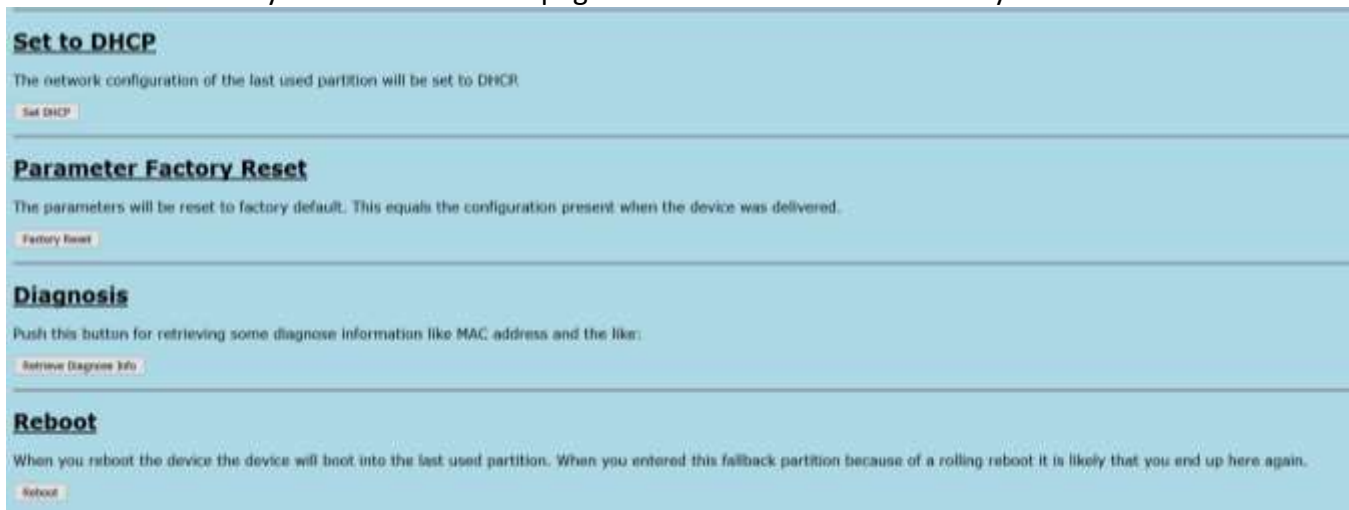 Set to DHCP
The network configuration of the last used partition will be set to DHCP.
Set DHCP
Parameter Factory Reset
The parameters will be reset to factory default. This equals the configuration present when the device was delivered.
Factory Reset
Diagnosis
Push this button for retrieving some diagnose information like MAC address and the like:
Retrieve Diagnose Info
Reboot
When you reboot the device the device will boot into the last used partition. When you entered this fallback partition because of a rolling reboot it is likely that you end up here again.
Reboot